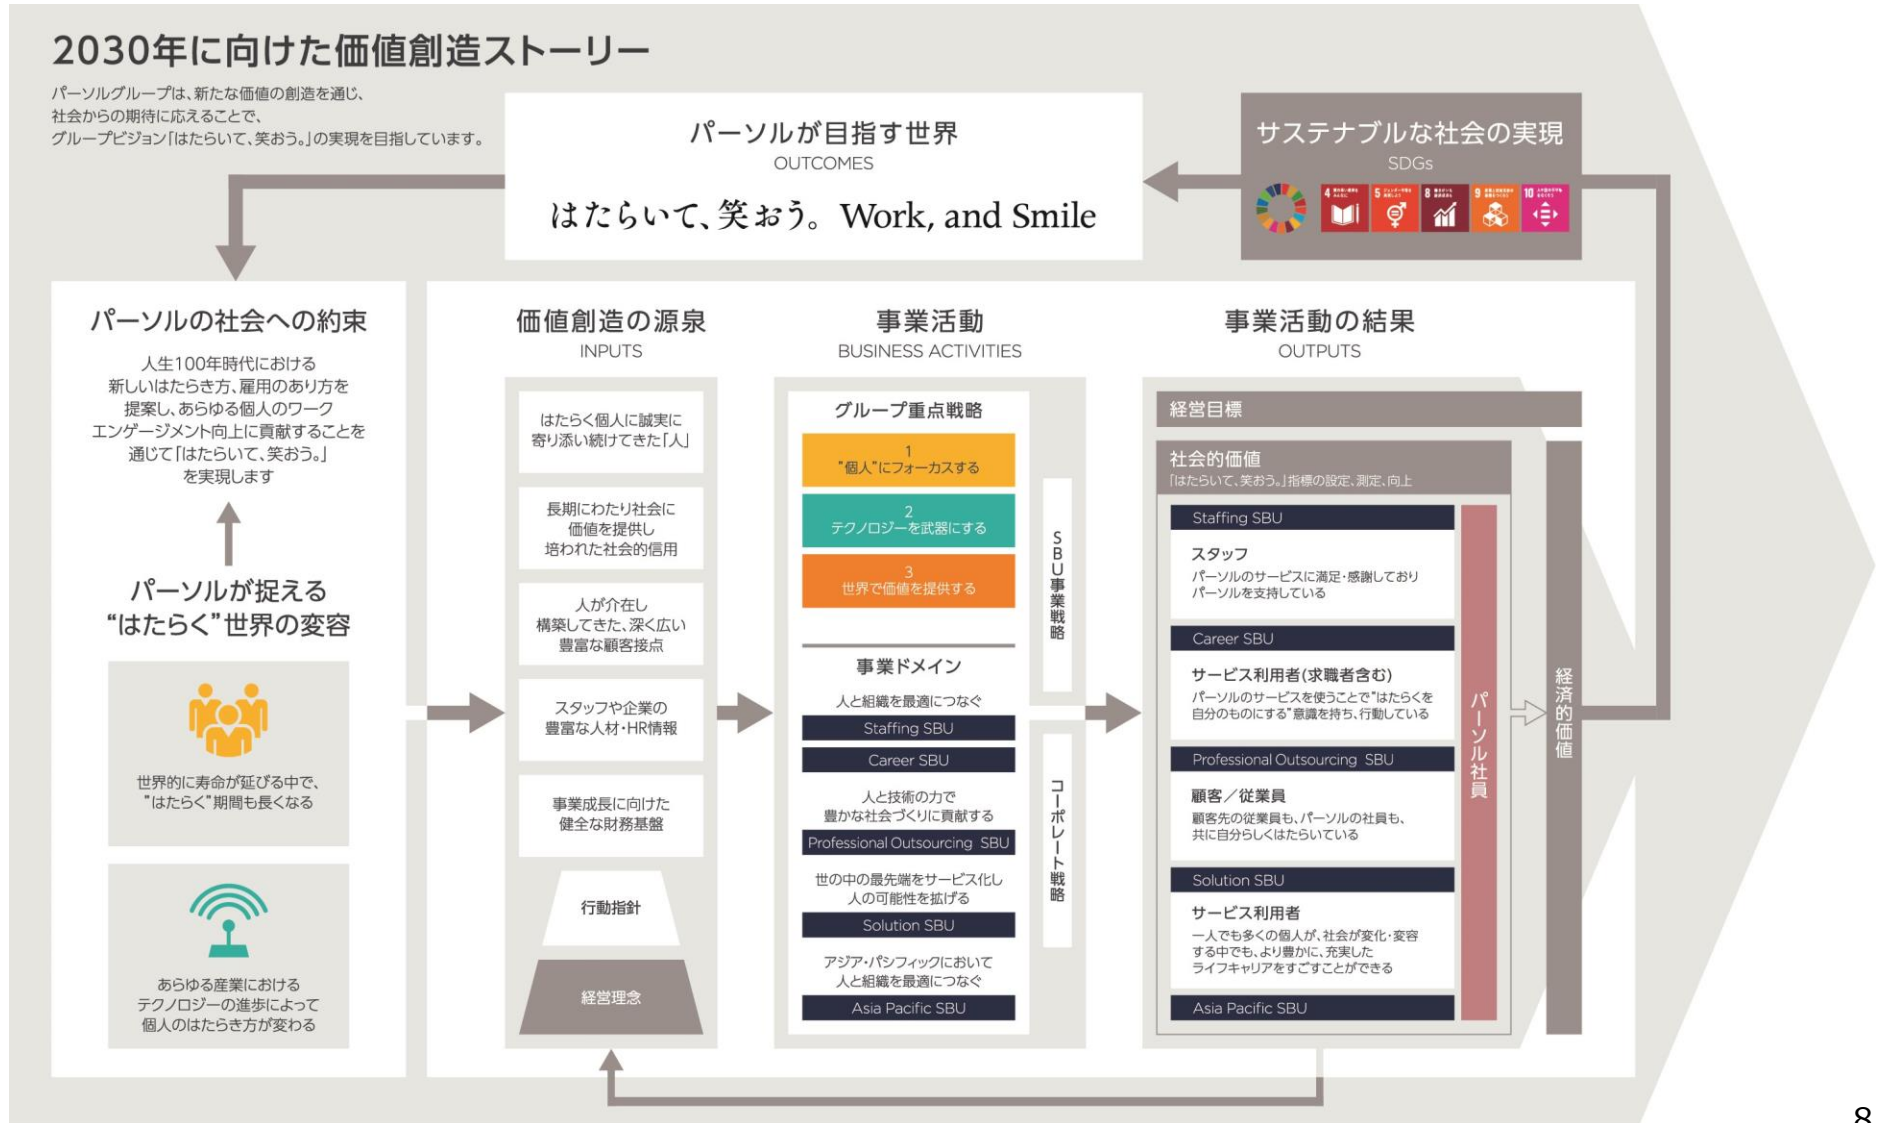 2030年に向けた価値創造ストーリー
パーソルグループは、新たな価値の創造を通じ、
社会からの期待に応えることで、
グループビジョン「はたらいて、笑おう。」の実現を目指しています。
パーソルが目指す世界
OUTCOMES
はたらいて、笑おう。Work, and Smile
サステナブルな社会の実現
SDGs
4
5
8
9
10
パーソルの社会への約束
人生100年時代における
新しいはたらき方、雇用のあり方を
提案し、あらゆる個人のワーク
エンゲージメント向上に貢献することを
通じて「はたらいて、笑おう。」
を実現します
パーソルが捉える
“はたらく”世界の変容
世界的に寿命が延びる中で、
“はたらく”期間も長くなる
あらゆる産業における
テクノロジーの進歩によって
個人のはたらき方が変わる
価値創造の源泉
INPUTS
はたらく個人に誠実に
寄り添い続けてきた「人」
長期にわたり社会に
価値を提供し
培われた社会的信用
人が介在し
構築してきた、深く広い
豊富な顧客接点
スタッフや企業の
豊富な人材・HR情報
事業成長に向けた
健全な財務基盤
行動指針
経営理念
事業活動
BUSINESS ACTIVITIES
グループ重点戦略
1
“個人”にフォーカスする
2
テクノロジーを武器にする
3
世界で価値を提供する
事業ドメイン
人と組織を最適につなぐ
Staffing SBU
Career SBU
人と技術の力で
豊かな社会づくりに貢献する
Professional Outsourcing SBU
世の中の最先端をサービス化し
人の可能性を拡げる
Solution SBU
アジア・パシフィックにおいて
人と組織を最適につなぐ
Asia Pacific SBU
SBU事業戦略
コーポレート戦略
事業活動の結果
OUTPUTS
経営目標
社会的価値
「はたらいて、笑おう。」指標の設定、測定、向上
Staffing SBU
スタッフ
パーソルのサービスに満足・感謝しており
パーソルを支持している
Career SBU
サービス利用者(求職者含む)
パーソルのサービスを使うことで“はたらくを
自分のものにする”意識を持ち、行動している
Professional Outsourcing SBU
顧客／従業員
顧客先の従業員も、パーソルの社員も、
共に自分らしくはたらいている
Solution SBU
サービス利用者
一人でも多くの個人が、社会が変化・変容
する中でも、より豊かに、充実した
ライフキャリアをすごすことができる
Asia Pacific SBU
パーソル社員
経済的価値
8